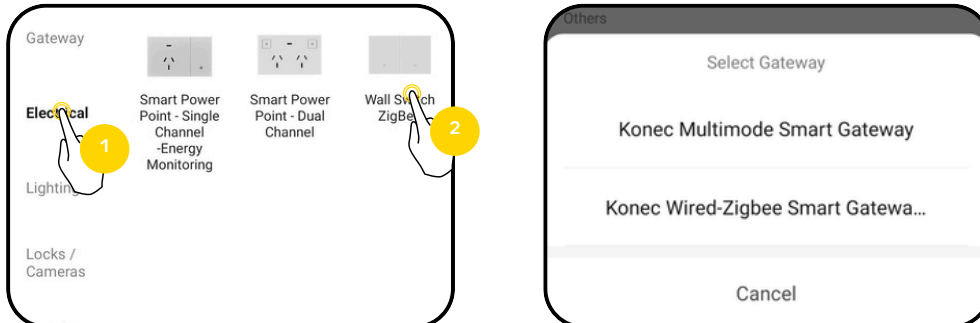 Gateway
Electrical
1
Lighting
Locks /
Cameras
Smart Power
Point - Single
Channel
-Energy
Monitoring
Smart Power
Point - Dual
Channel
Wall Switch
ZigBee
2
Others
Select Gateway
Konec Multimode Smart Gateway
Konec Wired-Zigbee Smart Gatewa...
Cancel